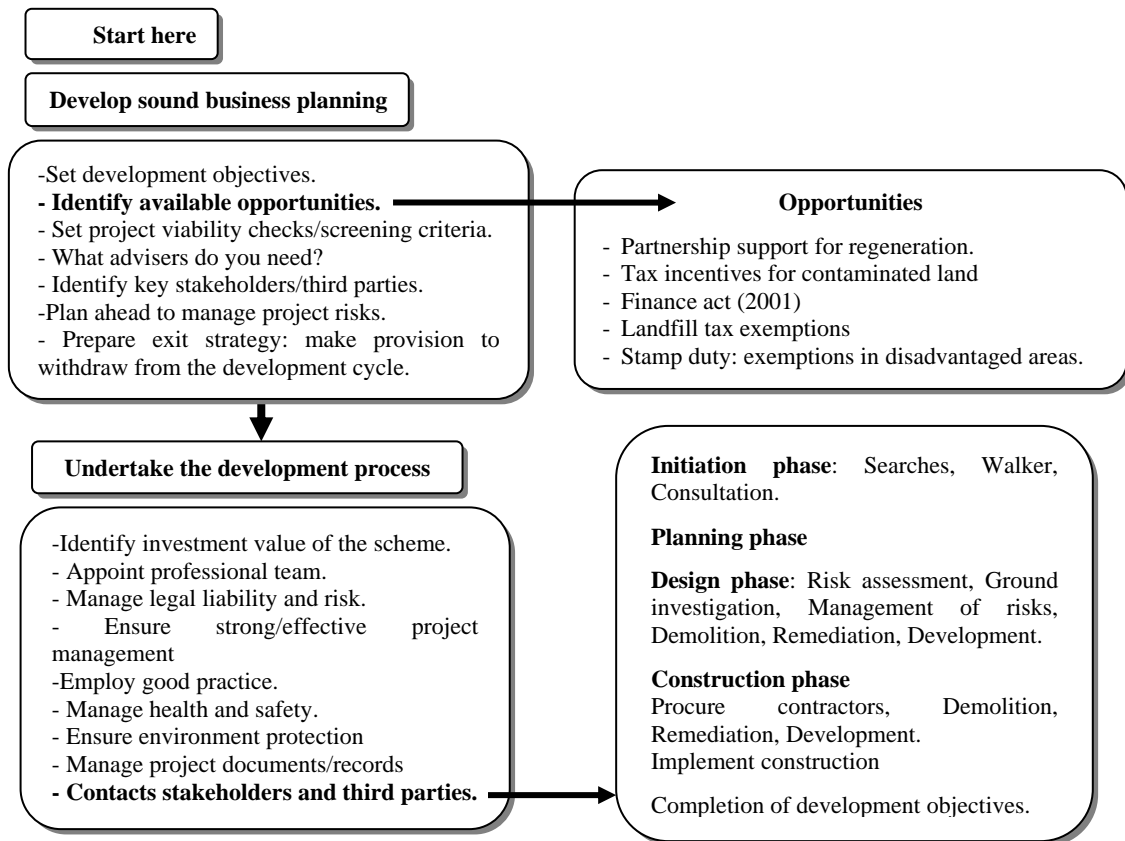 Start here
Develop sound business planning
-Set development objectives.
- Identify available opportunities.
- Set project viability checks/screening criteria.
- What advisers do you need?
- Identify key stakeholders/third parties.
-Plan ahead to manage project risks.
- Prepare exit strategy: make provision to
withdraw from the development cycle.
Opportunities
- Partnership support for regeneration.
- Tax incentives for contaminated land
- Finance act (2001)
- Landfill tax exemptions
- Stamp duty: exemptions in disadvantaged areas.
Undertake the development process
-Identify investment value of the scheme.
- Appoint professional team.
- Manage legal liability and risk.
- Ensure strong/effective project
management
-Employ good practice.
- Manage health and safety.
- Ensure environment protection
- Manage project documents/records
- Contacts stakeholders and third parties.
Initiation phase: Searches, Walker,
Consultation.
Planning phase
Design phase: Risk assessment, Ground
investigation, Management of risks,
Demolition, Remediation, Development.
Construction phase
Procure contractors, Demolition,
Remediation, Development.
Implement construction
Completion of development objectives.